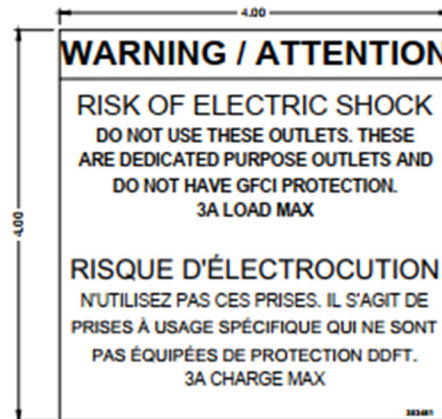 4.00
WARNING / ATTENTION
RISK OF ELECTRIC SHOCK
DO NOT USE THESE OUTLETS. THESE
ARE DEDICATED PURPOSE OUTLETS AND
DO NOT HAVE GFCI PROTECTION.
3A LOAD MAX
4.00
RISQUE D'ÉLECTROCUTION
N'UTILISEZ PAS CES PRISES. IL S'AGIT DE
PRISES À USAGE SPÉCIFIQUE QUI NE SONT
PAS ÉQUIPÉES DE PROTECTION DDFT.
3A CHARGE MAX